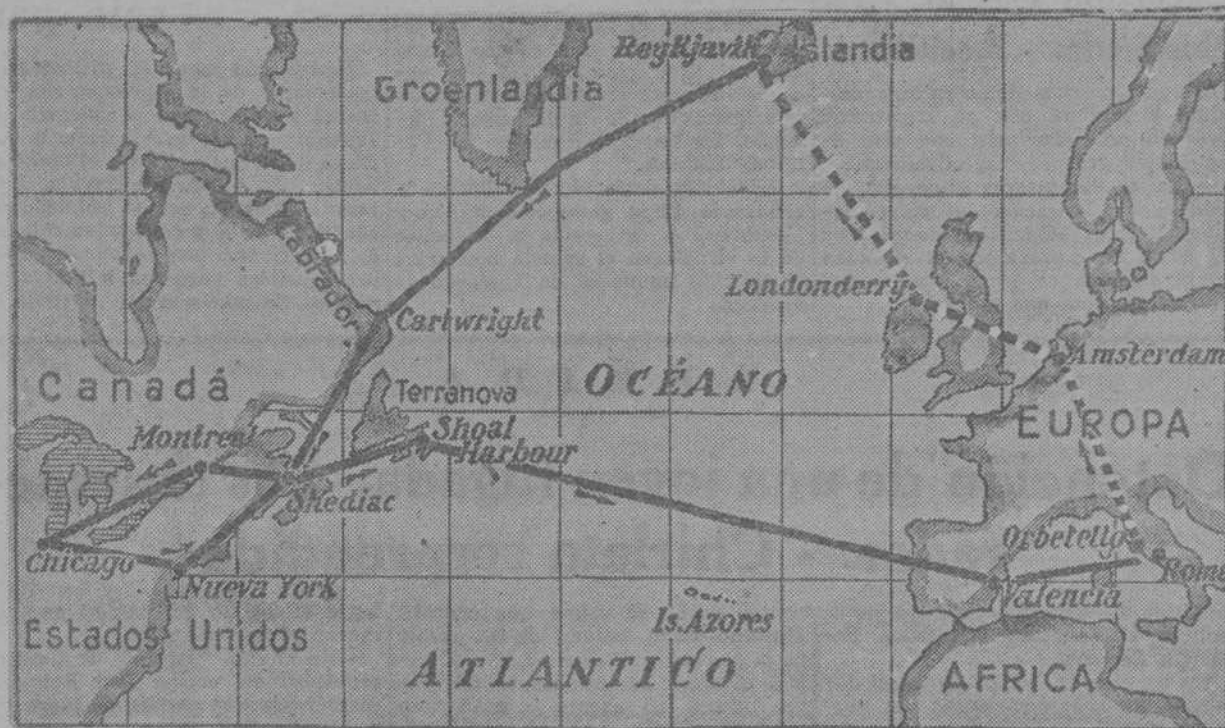 Reykjavik
Islandia
Groenlandia
Labrador
Londonderry
Cartwright
Amsterdam
OCÉANO
Canadá
Terranova
EUROPA
Montreal
Shoal
Harbour
Shediac
Orbetello
Chicago
Roma
Nueva York
Valencia
Is. Azores
Estados Unidos
ATLANTICO
AFRICA